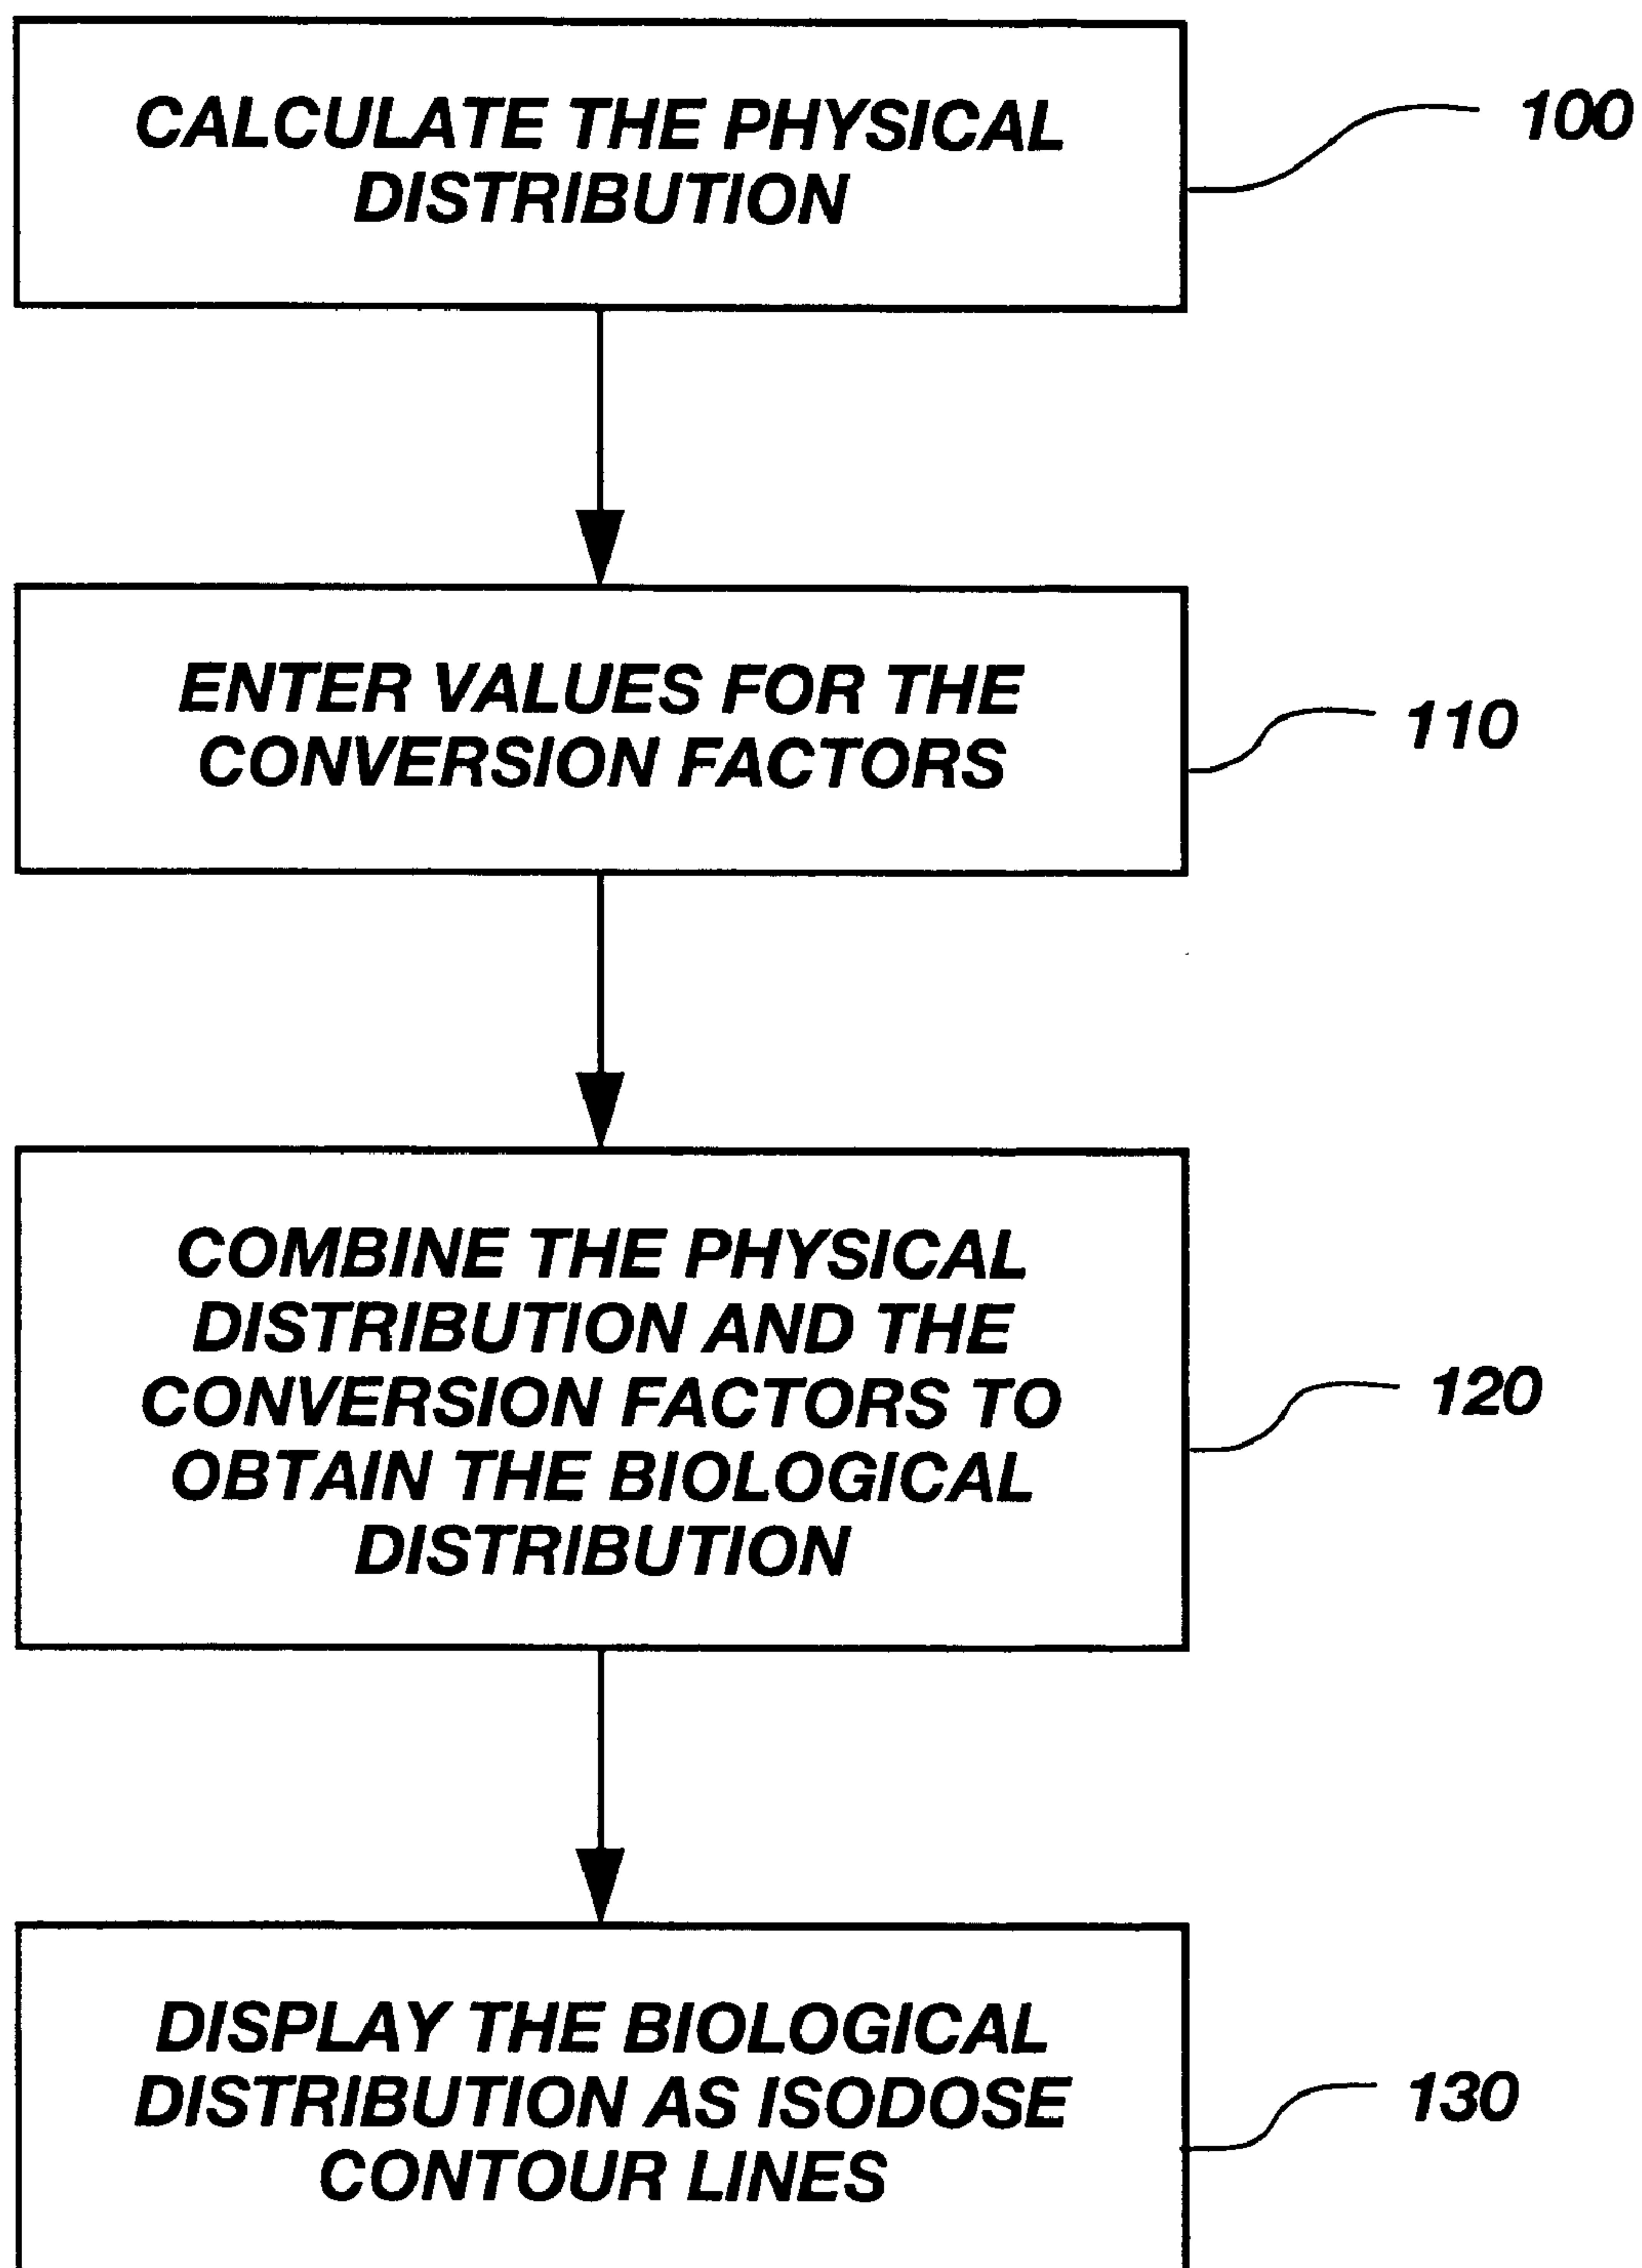 CALCULATE THE PHYSICAL
DISTRIBUTION
100
ENTER VALUES FOR THE
CONVERSION FACTORS
110
COMBINE THE PHYSICAL
DISTRIBUTION AND THE
CONVERSION FACTORS TO
OBTAIN THE BIOLOGICAL
DISTRIBUTION
120
DISPLAY THE BIOLOGICAL
DISTRIBUTION AS ISODOSE
CONTOUR LINES
130